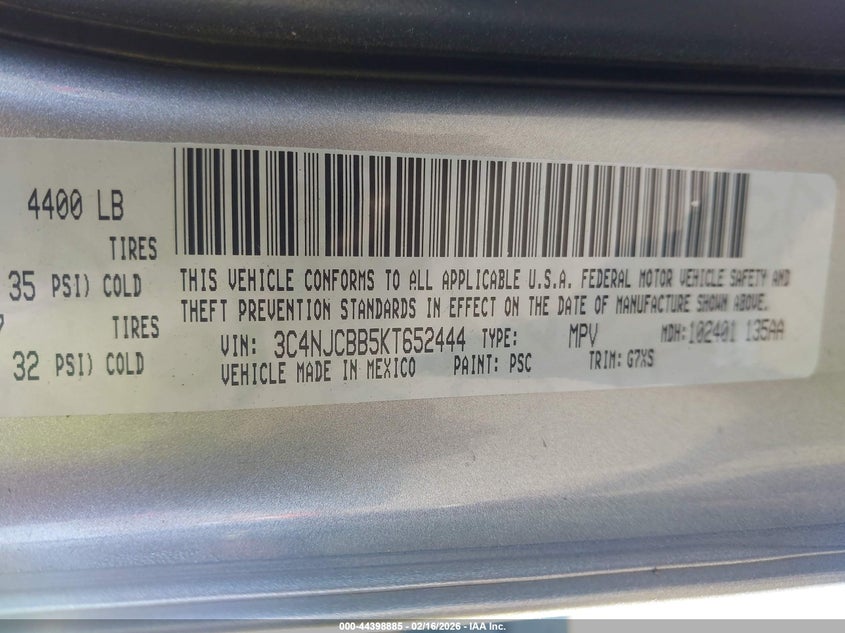 4400 LB
TIRES
35 PSI) COLD
TIRES
32 PSI) COLD
THIS VEHICLE CONFORMS TO ALL APPLICABLE U.S.A. FEDERAL MOTOR VEHICLE SAFETY AND
THEFT PREVENTION STANDARDS IN EFFECT ON THE DATE OF MANUFACTURE SHOWN ABOVE.
VIN: 3C4NJCBB5KT652444 TYPE: MPV MDH:102401 135AA
VEHICLE MADE IN MEXICO PAINT: PSC TRIM: G7XS
000-44398885 - 02/16/2026 - IAA Inc.